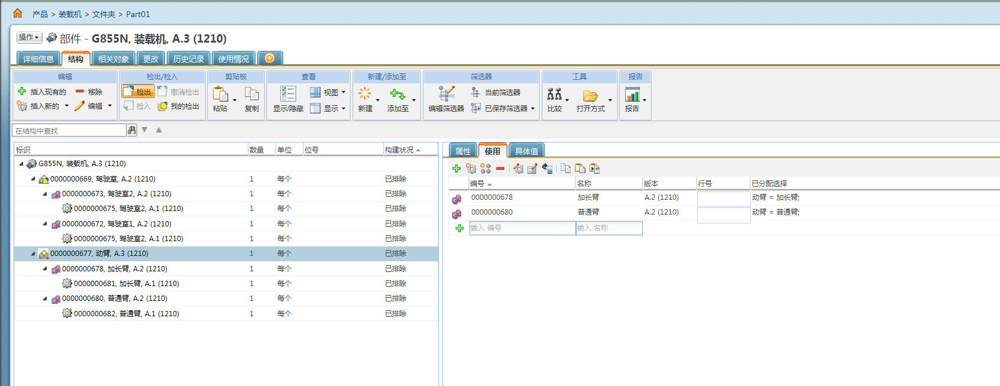 产品 > 装载机 > 文件夹 > Part01
操作 部件 - G855N, 装载机, A.3 (1210)
详细信息 结构 相关对象 更改 历史记录 使用情况
编辑 检出/检入 剪贴板 查看 新建/添加至 筛选器 工具 报告
插入现有的 移除 检出 撤消检出 视图 当前筛选器
插入新的 编辑 检入 我的检出 粘贴 复制 显示/隐藏 显示 新建 添加至 编辑筛选器 已保存筛选器 比较 打开方式 报告
在结构中查找
标识 数量 单位 位号 构建状况
G855N, 装载机, A.3 (1210)
0000000669, 驾驶室, A.2 (1210) 1 每个 已排除
0000000673, 驾驶室2, A.2 (1210) 1 每个 已排除
0000000675, 驾驶室2, A.1 (1210) 1 每个 已排除
0000000672, 驾驶室1, A.2 (1210) 1 每个 已排除
0000000675, 驾驶室2, A.1 (1210) 1 每个 已排除
0000000677, 动臂, A.3 (1210) 1 每个 已排除
0000000678, 加长臂, A.2 (1210) 1 每个 已排除
0000000681, 加长臂, A.1 (1210) 1 每个 已排除
0000000680, 普通臂, A.2 (1210) 1 每个 已排除
0000000682, 普通臂, A.1 (1210) 1 每个 已排除
属性 使用 具体值
编号 名称 版本 行号 已分配选择
0000000678 加长臂 A.2 (1210) 动臂 = 加长臂;
0000000680 普通臂 A.2 (1210) 动臂 = 普通臂;
输入 编号 输入 名称